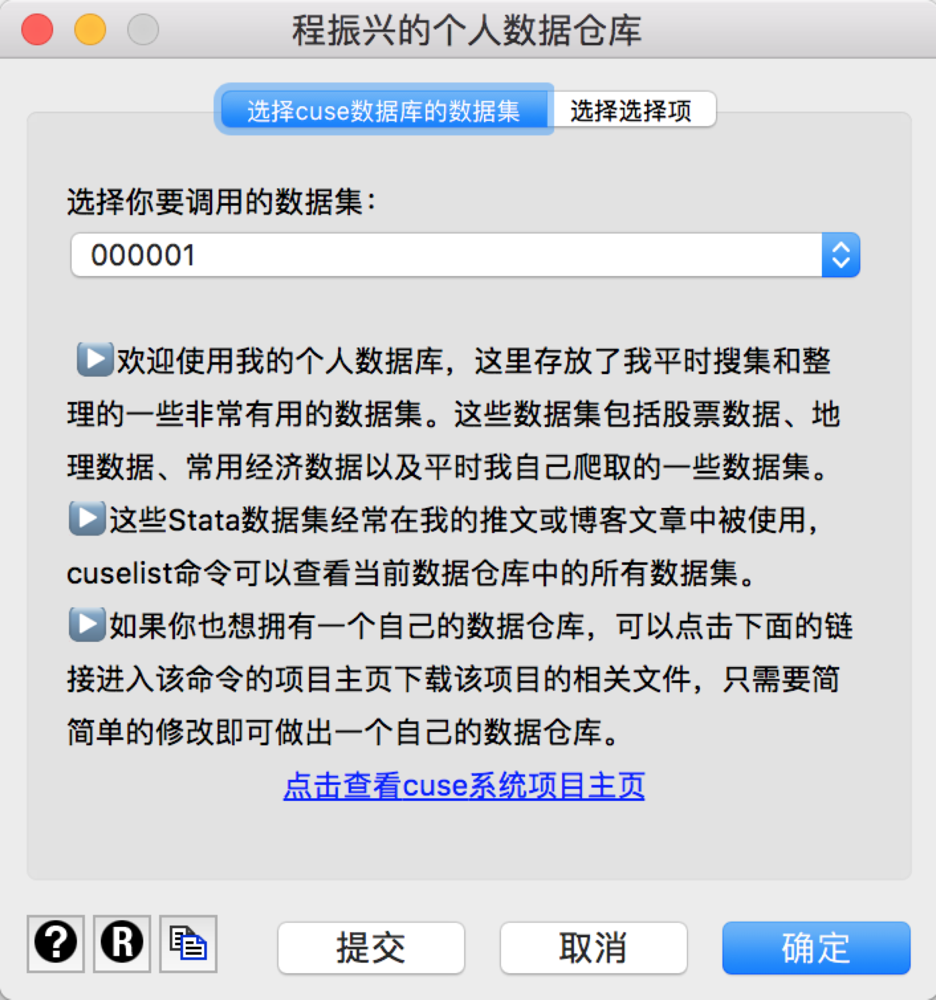 程振兴的个人数据仓库
选择cuse数据库的数据集
选择选择项
选择你要调用的数据集：
000001
▶️欢迎使用我的个人数据库，这里存放了我平时搜集和整
理的一些非常有用的数据集。这些数据集包括股票数据、地
理数据、常用经济数据以及平时我自己爬取的一些数据集。
▶️这些Stata数据集经常在我的推文或博客文章中被使用，
cuselist命令可以查看当前数据仓库中的所有数据集。
▶️如果你也想拥有一个自己的数据仓库，可以点击下面的链
接进入该命令的项目主页下载该项目的相关文件，只需要简
简单的修改即可做出一个自己的数据仓库。
点击查看cuse系统项目主页
?
R
提交
取消
确定